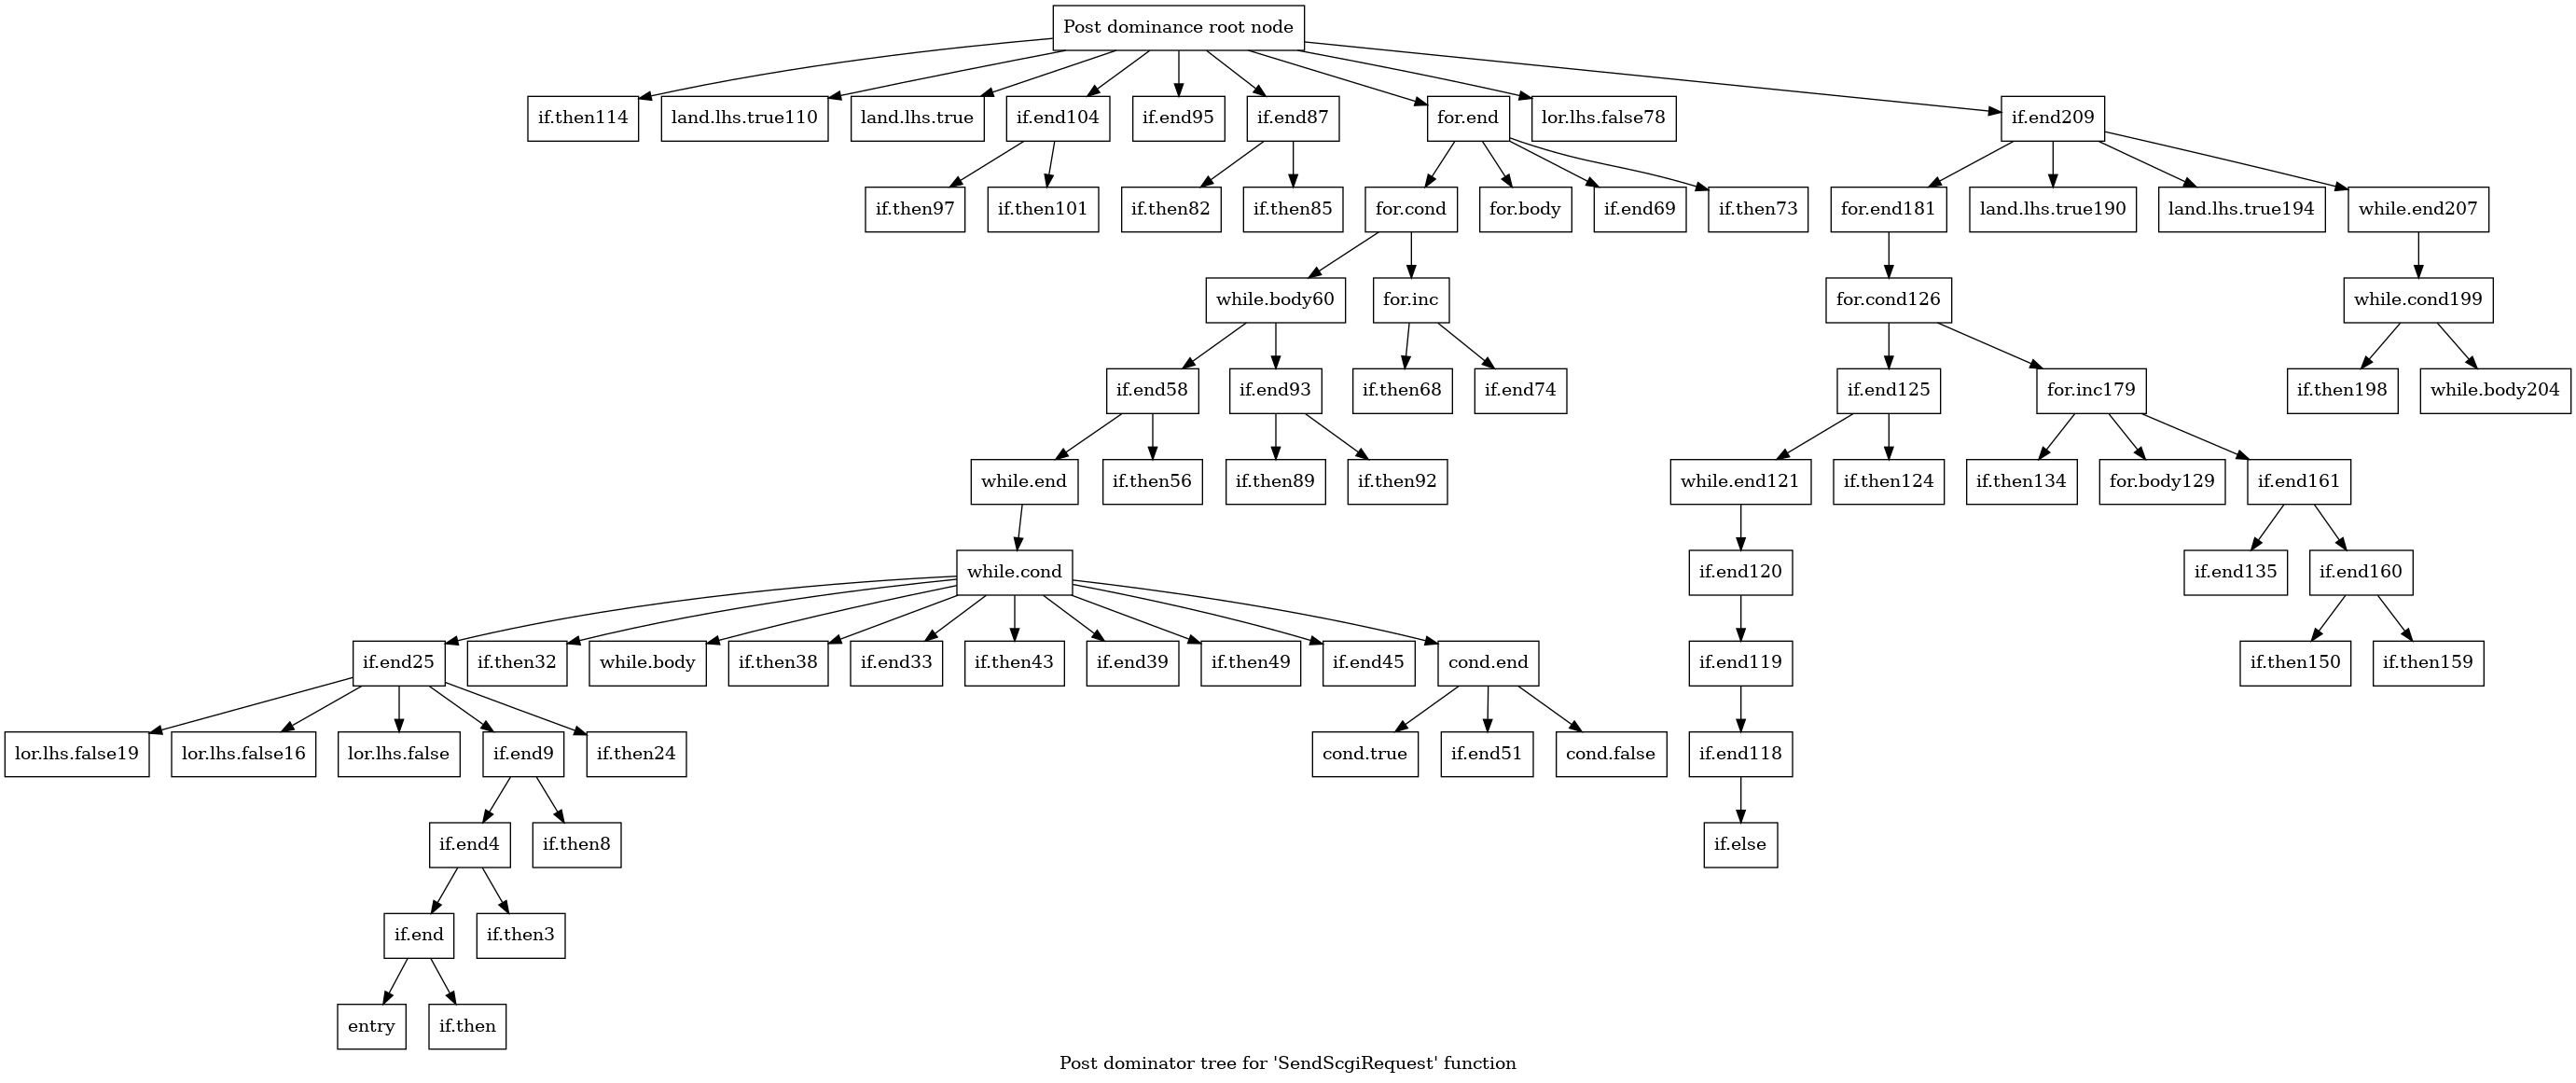 Post dominance root node
if.then114
land.lhs.true110
land.lhs.true
if.end104
if.end95
if.end87
for.end
lor.lhs.false78
if.end209
if.then97
if.then101
if.then82
if.then85
for.cond
for.body
if.end69
if.then73
for.end181
land.lhs.true190
land.lhs.true194
while.end207
while.body60
for.inc
for.cond126
while.cond199
if.end58
if.end93
if.then68
if.end74
if.end125
for.inc179
if.then198
while.body204
while.end
if.then56
if.then89
if.then92
while.end121
if.then124
if.then134
for.body129
if.end161
while.cond
if.end120
if.end135
if.end160
if.end25
if.then32
while.body
if.then38
if.end33
if.then43
if.end39
if.then49
if.end45
cond.end
if.end119
if.then150
if.then159
lor.lhs.false19
lor.lhs.false16
lor.lhs.false
if.end9
if.then24
cond.true
if.end51
cond.false
if.end118
if.end4
if.then8
if.else
if.end
if.then3
entry
if.then
Post dominator tree for 'SendScgiRequest' function